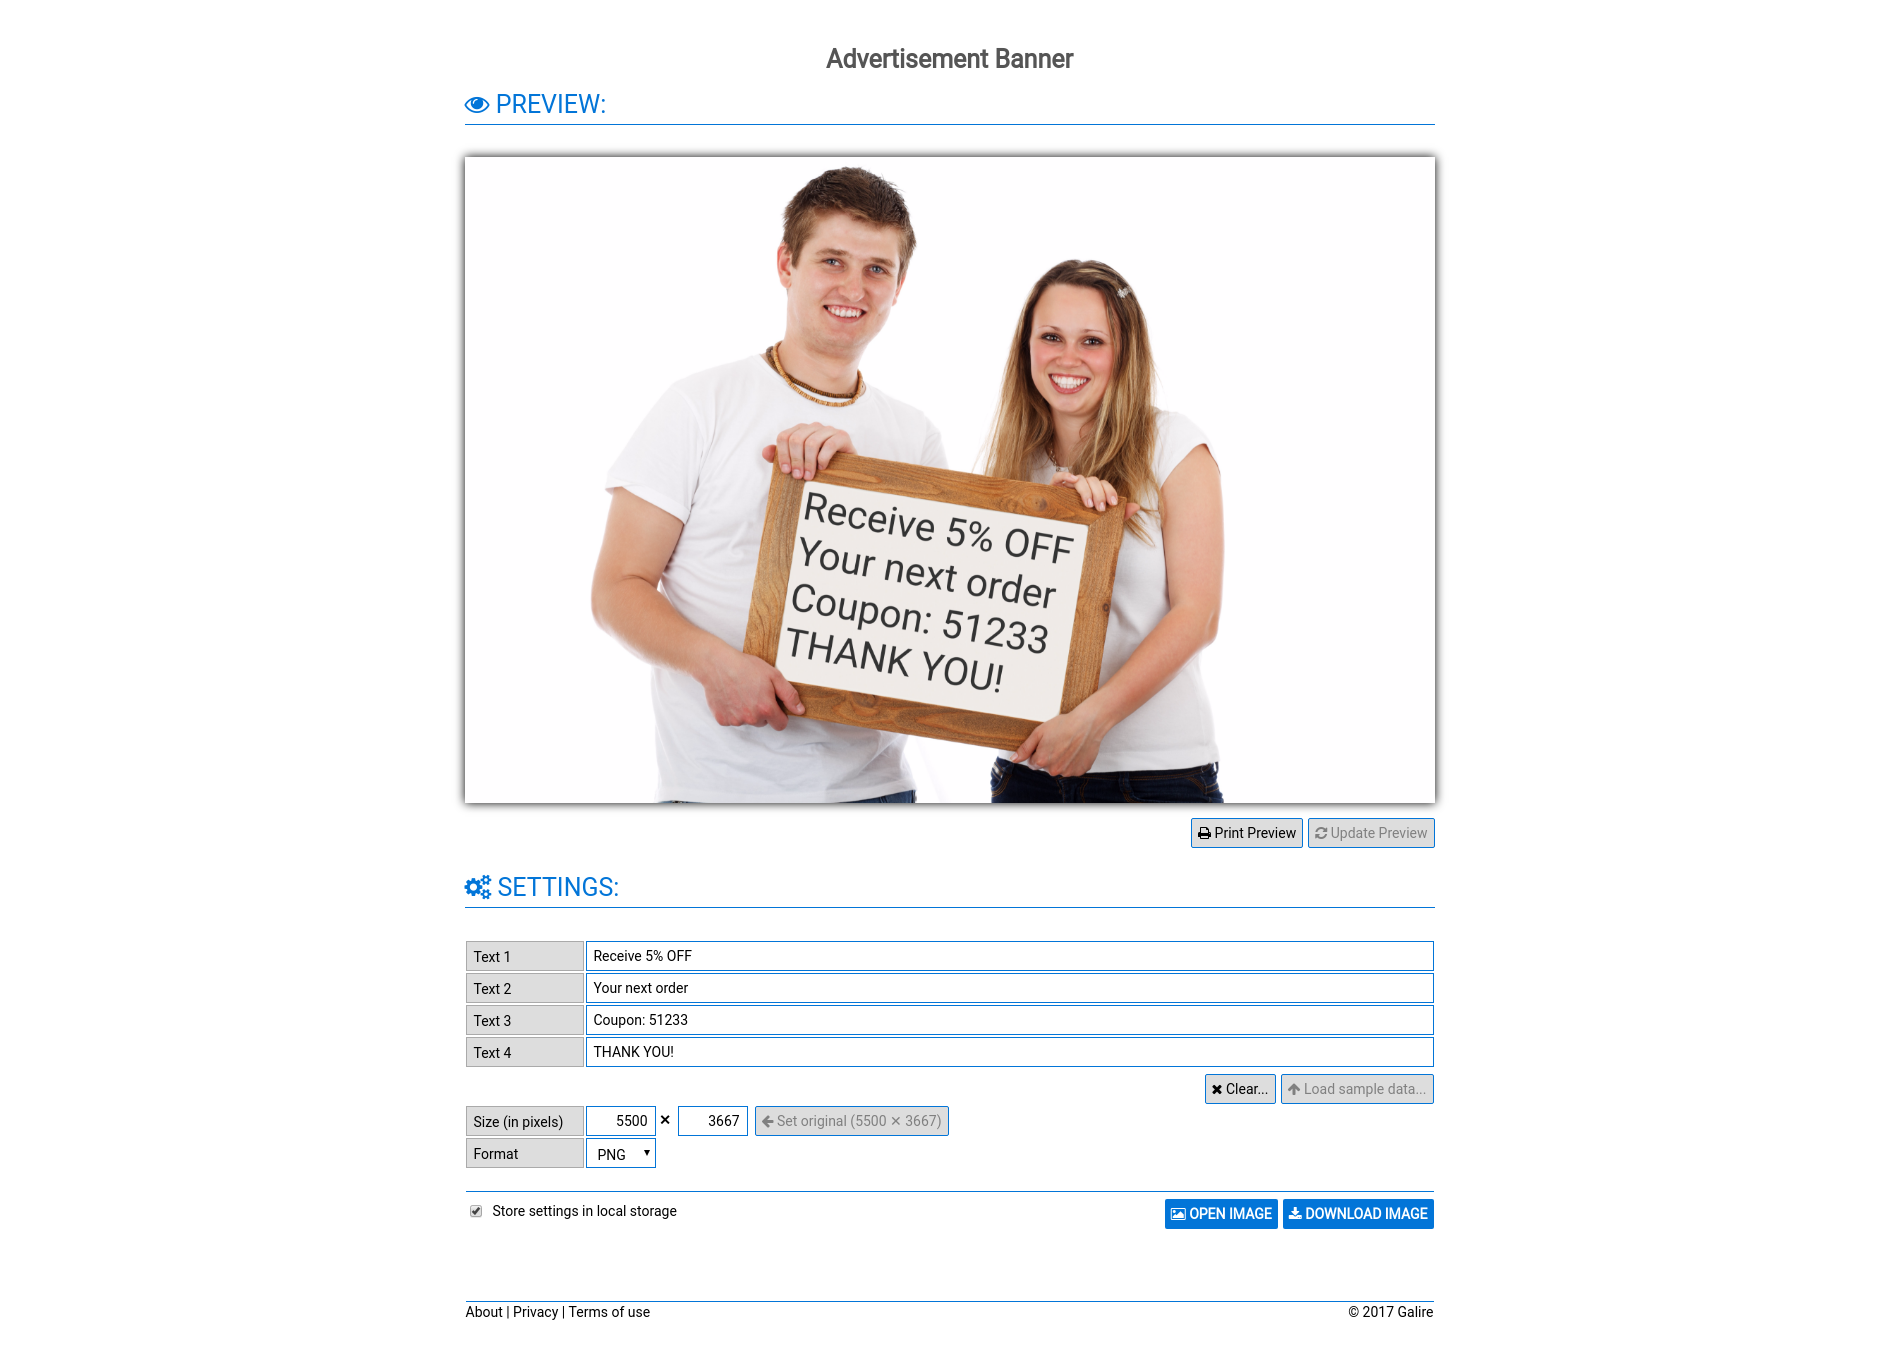 Advertisement Banner
PREVIEW:
Receive 5% OFF
Your next order
Coupon: 51233
THANK YOU!
Print Preview
Update Preview
SETTINGS:
Text 1 Receive 5% OFF
Text 2 Your next order
Text 3 Coupon: 51233
Text 4 THANK YOU!
Clear... Load sample data...
Size (in pixels) 5500 × 3667 Set original (5500 × 3667)
Format PNG
Store settings in local storage OPEN IMAGE DOWNLOAD IMAGE
About | Privacy | Terms of use © 2017 Galire